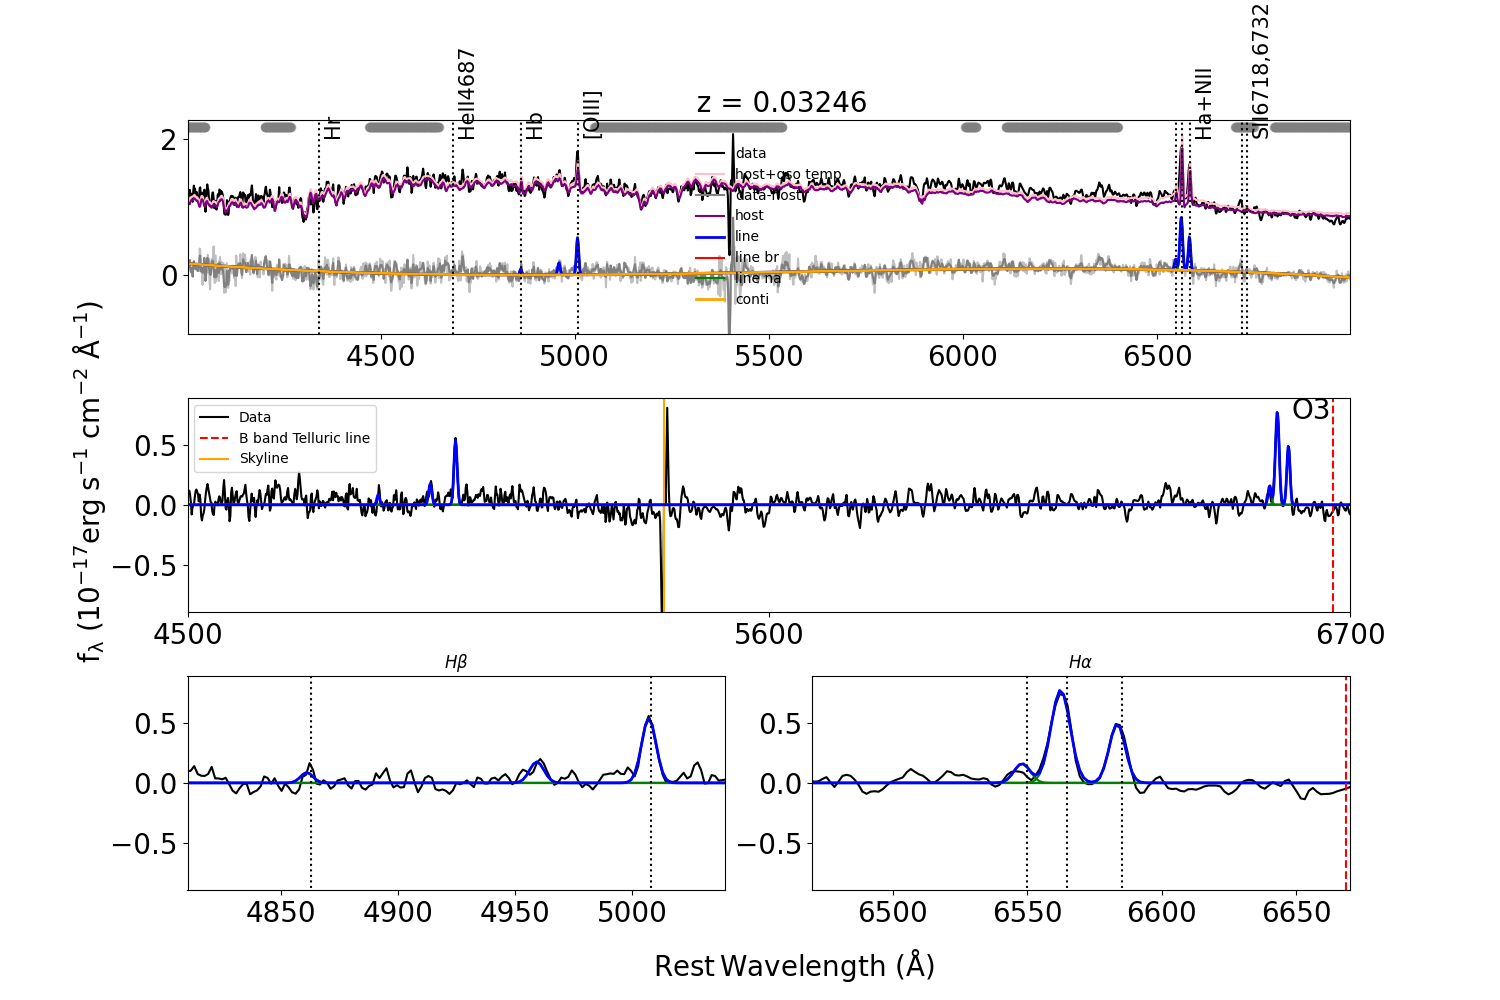 z = 0.03246
Hr
HeII4687
Hb
[OIII]
Ha+NII
SII6718,6732
2
0
data
host+qso temp
data-host
host
line
line br
line na
conti
4500 5000 5500 6000 6500
f_λ (10^−17 erg s^−1 cm^−2 Å^−1)
Data
B band Telluric line
Skyline
O3
0.5
0.0
−0.5
4500 5600 6700
Hβ
0.5
0.0
−0.5
4850 4900 4950 5000
Hα
0.5
0.0
−0.5
6500 6550 6600 6650
Rest Wavelength (Å)